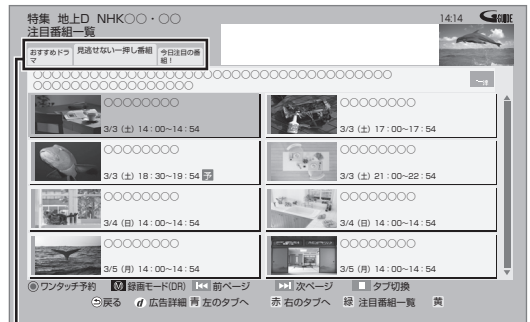 特集 地上D NHK○○・○○
14:14 GGUIDE
注目番組一覧
おすすめドラマ
見逃せない一押し番組
今日注目の番組！
○○○○○○○○○○○○○○○○○○○○○○○○○○○○○○○○○○○○
○○○○○○○○○○○○○○○○
○○○○○○○○
3/3 (土) 14：00~14：54
○○○○○○○○
3/3 (土) 17：00~17：54
○○○○○○○○
3/3 (土) 18：30~19：54 予
○○○○○○○○
3/3 (土) 21：00~22：54
○○○○○○○○
3/4 (日) 14：00~14：54
○○○○○○○○
3/4 (日) 14：00~14：54
○○○○○○○○
3/5 (月) 14：00~14：54
○○○○○○○○
3/5 (月) 14：00~14：54
ワンタッチ予約 M 録画モード(DR) 前ページ 次ページ タブ切換
戻る d 広告詳細 青 左のタブへ 赤 右のタブへ 緑 注目番組一覧 黄